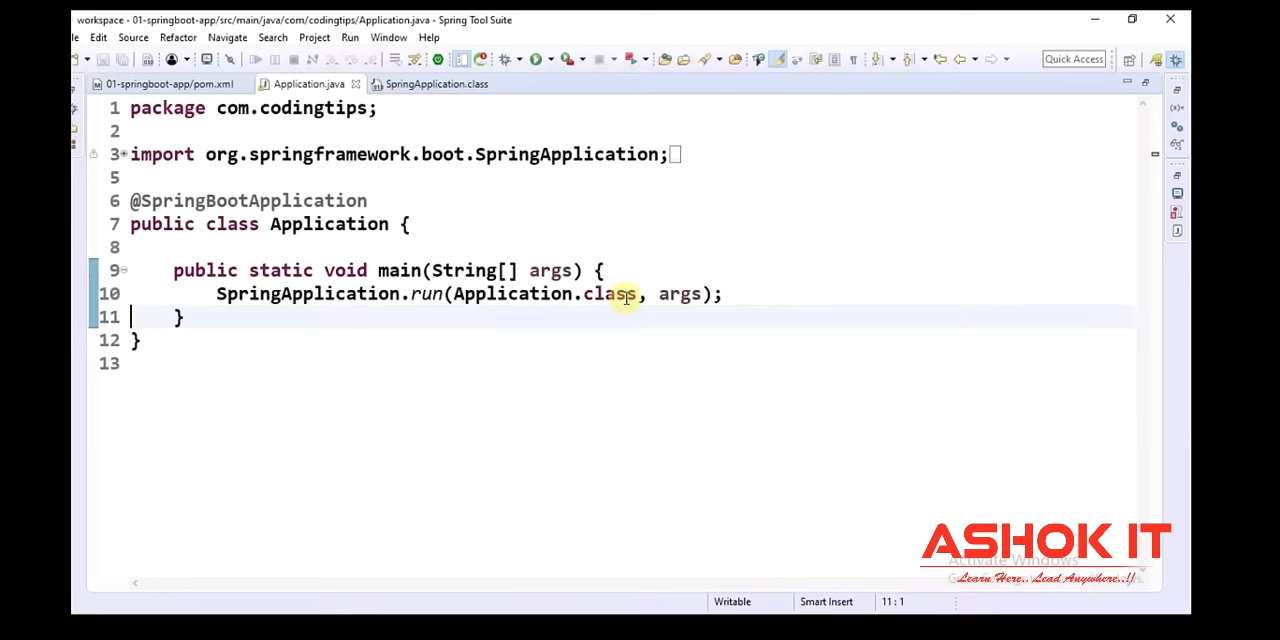 workspace - 01-springboot-app/src/main/java/com/codingtips/Application.java - Spring Tool Suite
le Edit Source Refactor Navigate Search Project Run Window Help
Quick Access
01-springboot-app/pom.xml Application.java SpringApplication.class
1 package com.codingtips;
2
3 import org.springframework.boot.SpringApplication;
5
6 @SpringBootApplication
7 public class Application {
8
9 public static void main(String[] args) {
10 SpringApplication.run(Application.class, args);
11 }
12 }
13
ASHOK IT
Activate Windows
Learn Here.. Lead Anywhere..!!
Writable Smart Insert 11 : 1